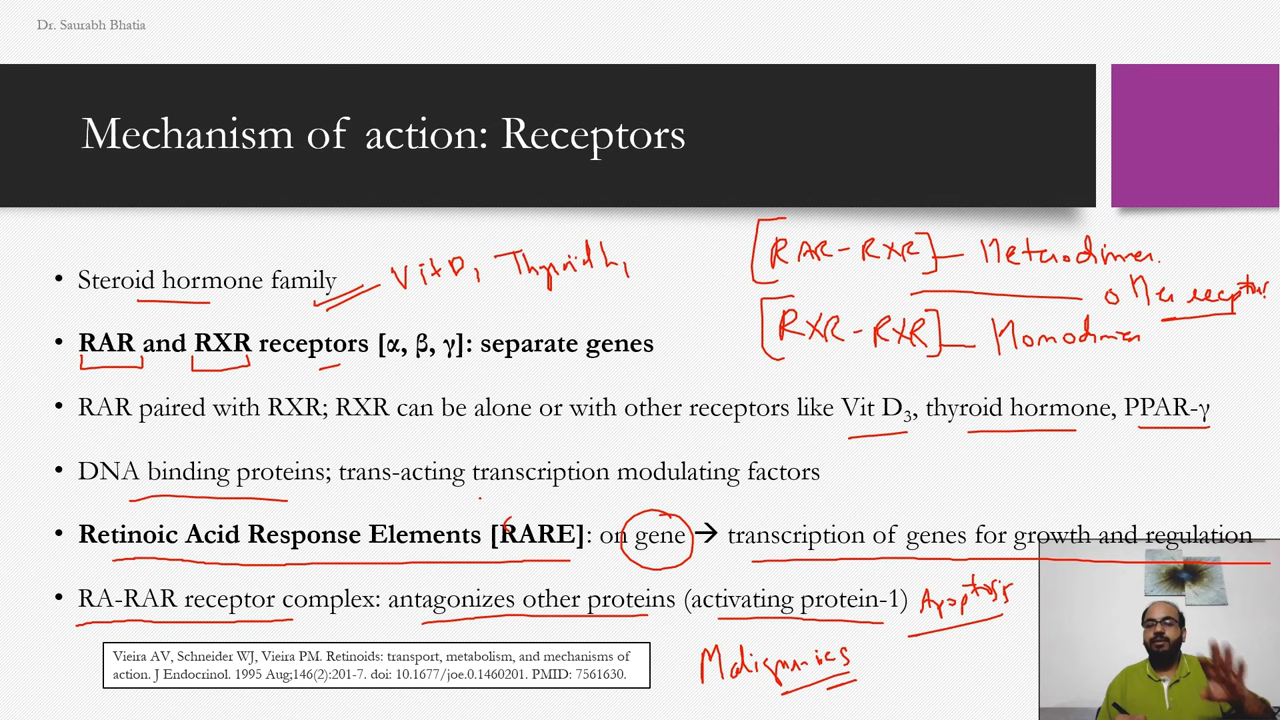 Dr. Saurabh Bhatia
Mechanism of action: Receptors
[RAR - RXR] - Heterodimer.
• Steroid hormone family Vit D, Thyroid h,
other receptor
[RXR - RXR] - Homodimer
• RAR and RXR receptors [α, β, γ]: separate genes
• RAR paired with RXR; RXR can be alone or with other receptors like Vit D₃, thyroid hormone, PPAR-γ
• DNA binding proteins; trans-acting transcription modulating factors
• Retinoic Acid Response Elements [RARE]: on gene → transcription of genes for growth and regulation
• RA-RAR receptor complex: antagonizes other proteins (activating protein-1) Apoptosis
Vieira AV, Schneider WJ, Vieira PM. Retinoids: transport, metabolism, and mechanisms of
action. J Endocrinol. 1995 Aug;146(2):201-7. doi: 10.1677/joe.0.1460201. PMID: 7561630.